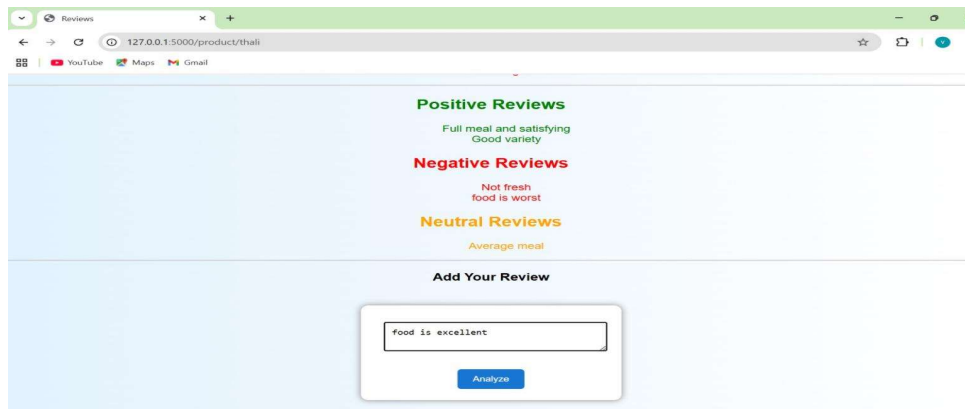 Reviews
127.0.0.1:5000/product/thali
YouTube Maps Gmail
Positive Reviews
Full meal and satisfying
Good variety
Negative Reviews
Not fresh
food is worst
Neutral Reviews
Average meal
Add Your Review
food is excellent
Analyze